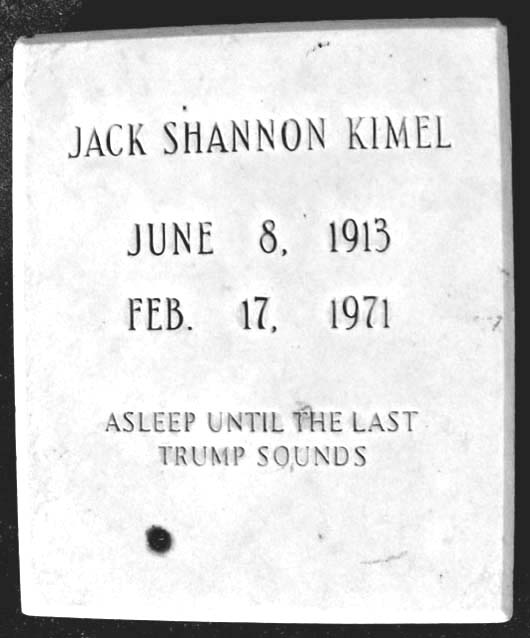 JACK SHANNON KIMEL
JUNE 8, 1913
FEB. 17, 1971
ASLEEP UNTIL THE LAST
TRUMP SOUNDS